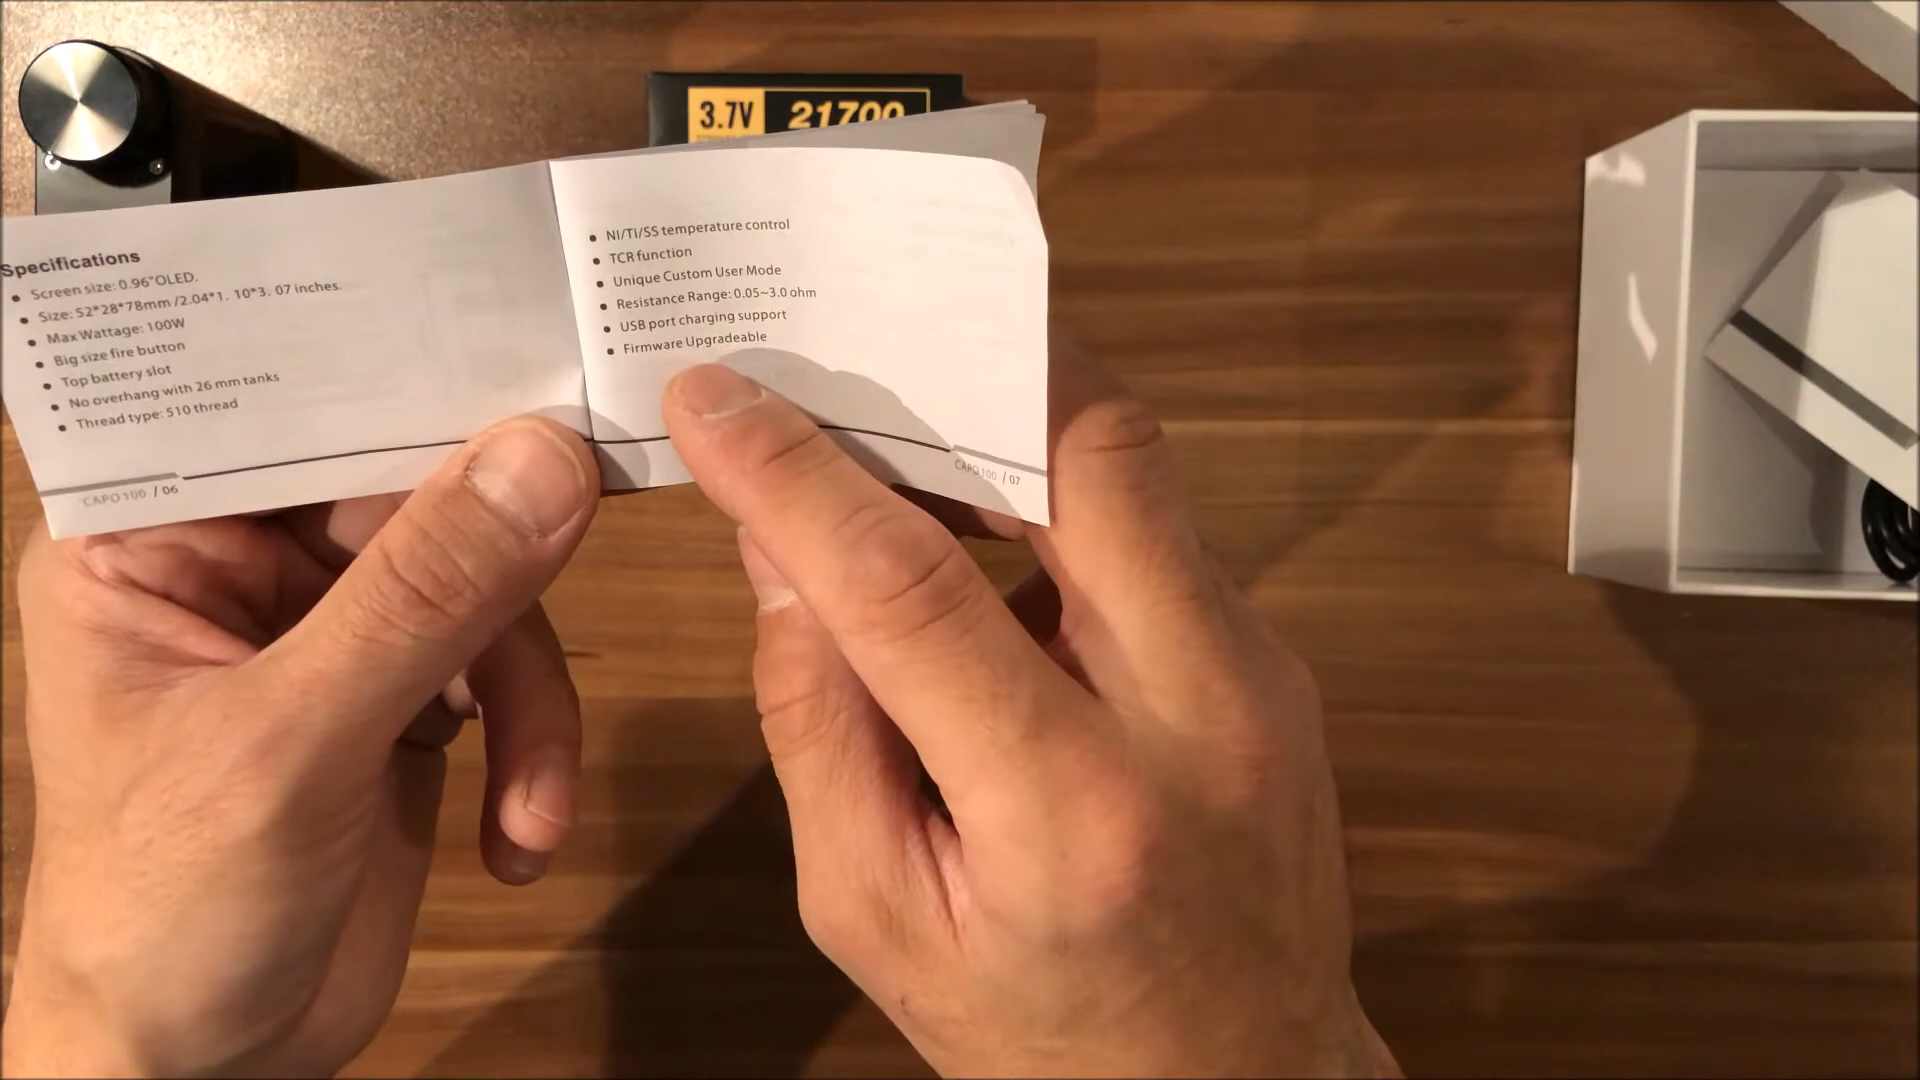 3.7V 21700
Specifications
Screen size: 0.96"OLED.
Size: 52*28*78mm /2.04*1. 10*3. 07 inches.
Max Wattage: 100W
Big size fire button
Top battery slot
No overhang with 26 mm tanks
Thread type: 510 thread
CAPO 100 / 06
NI/TI/SS temperature control
TCR function
Unique Custom User Mode
Resistance Range: 0.05~3.0 ohm
USB port charging support
Firmware Upgradeable
CAPO 100 / 07